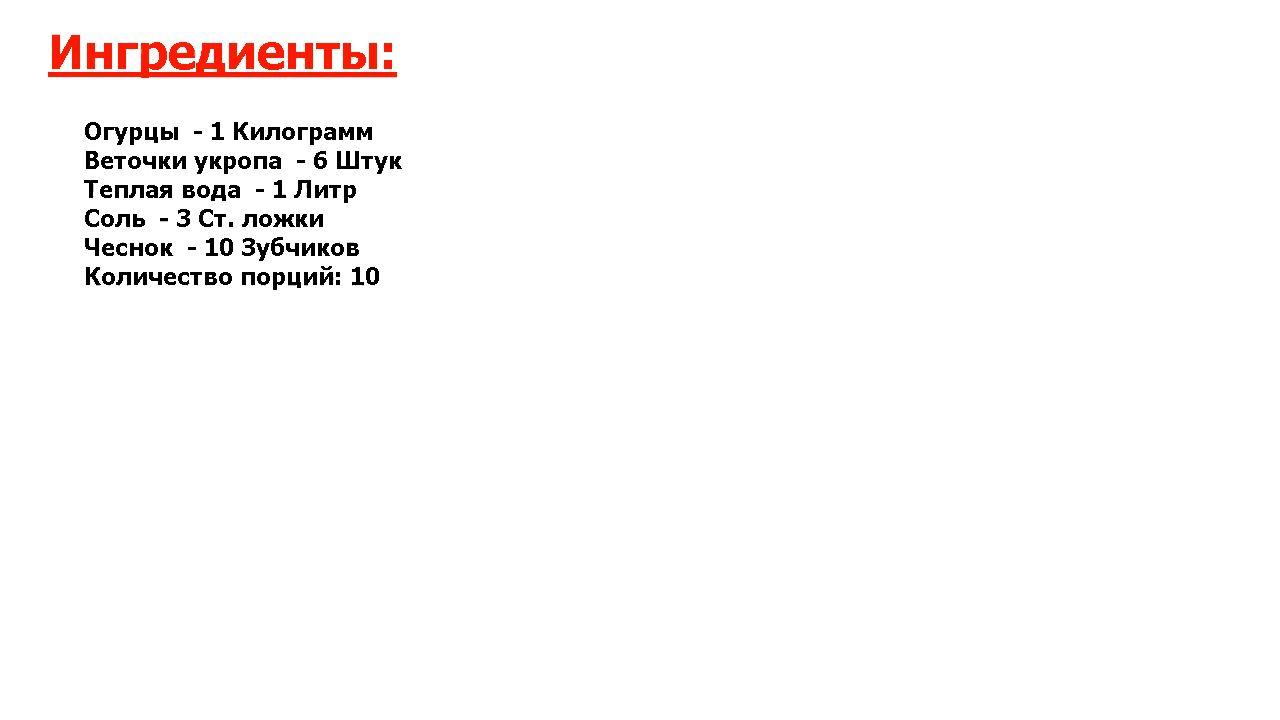 Ингредиенты:
Огурцы  - 1 Килограмм
Веточки укропа  - 6 Штук
Теплая вода  - 1 Литр
Соль  - 3 Ст. ложки
Чеснок  - 10 Зубчиков
Количество порций: 10